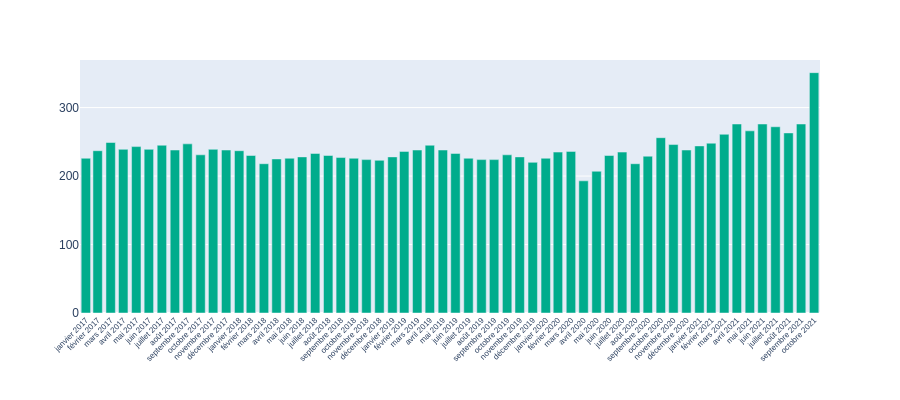 300
200
100
0
janvier 2017
février 2017
mars 2017
avril 2017
mai 2017
juin 2017
juillet 2017
août 2017
septembre 2017
octobre 2017
novembre 2017
décembre 2017
janvier 2018
février 2018
mars 2018
avril 2018
mai 2018
juin 2018
juillet 2018
août 2018
septembre 2018
octobre 2018
novembre 2018
décembre 2018
janvier 2019
février 2019
mars 2019
avril 2019
mai 2019
juin 2019
juillet 2019
août 2019
septembre 2019
octobre 2019
novembre 2019
décembre 2019
janvier 2020
février 2020
mars 2020
avril 2020
mai 2020
juin 2020
juillet 2020
août 2020
septembre 2020
octobre 2020
novembre 2020
décembre 2020
janvier 2021
février 2021
mars 2021
avril 2021
mai 2021
juin 2021
juillet 2021
août 2021
septembre 2021
octobre 2021